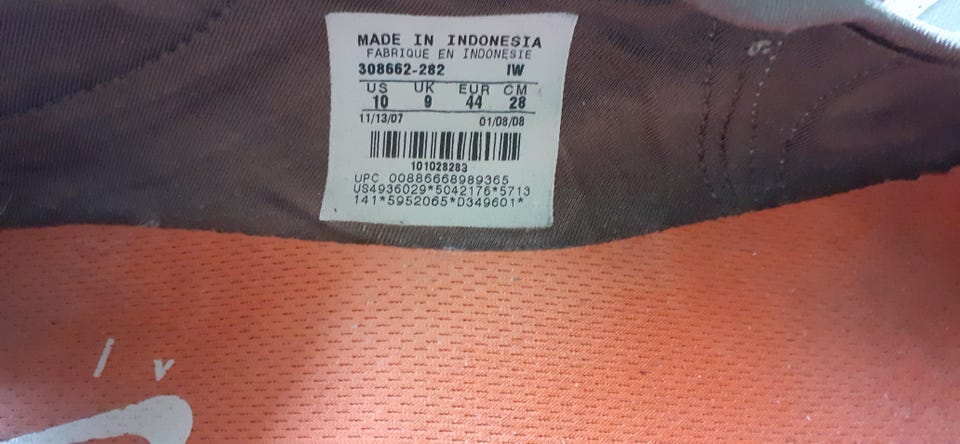 MADE IN INDONESIA
FABRIQUE EN INDONESIE
308662-282 IW
US UK EUR CM
10 9 44 28
11/13/07 01/08/08
101028283
UPC 00886668989365
US4936029*5042176*5713
141*5952065*D349601*